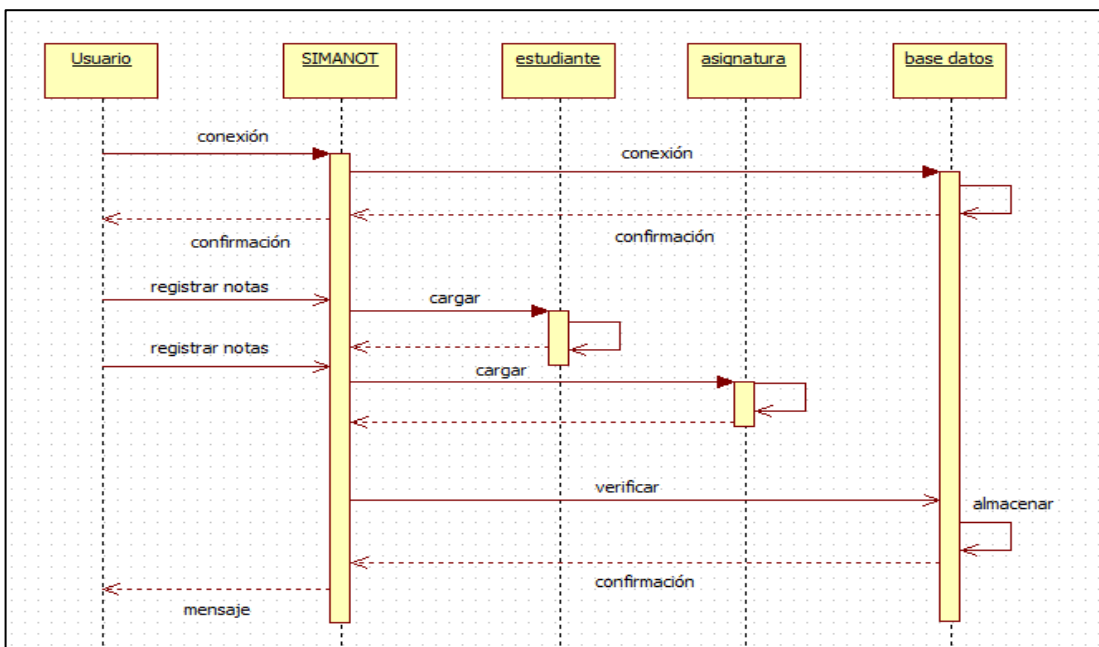 Usuario
SIMANOT
estudiante
asignatura
base datos
conexión
conexión
confirmación
confirmación
registrar notas
cargar
registrar notas
cargar
verificar
almacenar
confirmación
mensaje